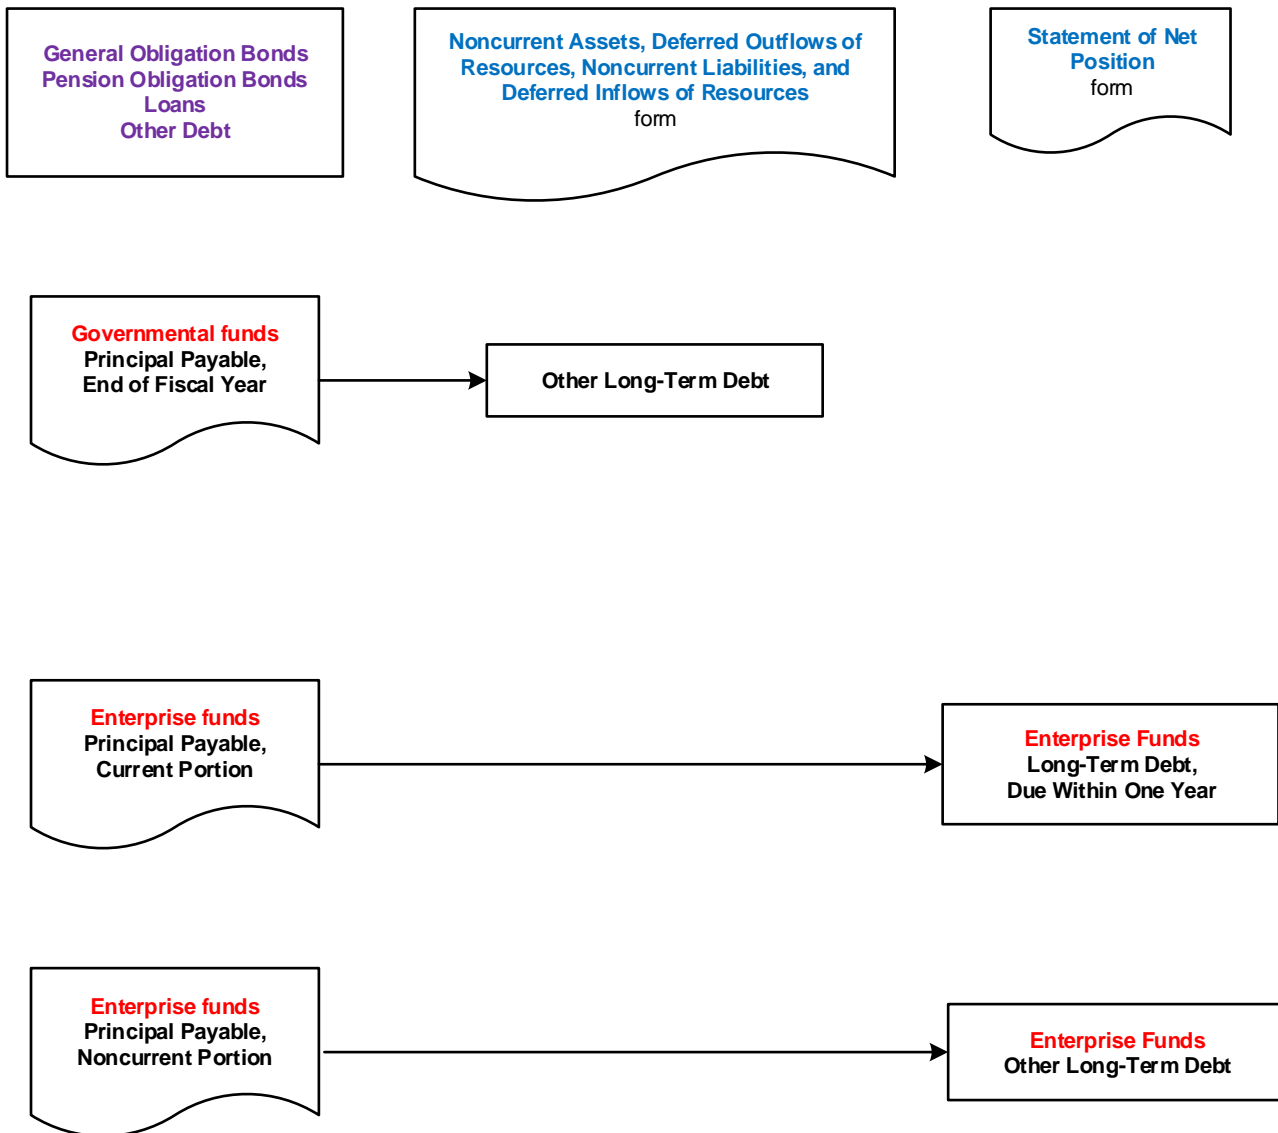 General Obligation Bonds
Pension Obligation Bonds
Loans
Other Debt
Noncurrent Assets, Deferred Outflows of
Resources, Noncurrent Liabilities, and
Deferred Inflows of Resources
form
Statement of Net
Position
form
Governmental funds
Principal Payable,
End of Fiscal Year
Other Long-Term Debt
Enterprise funds
Principal Payable,
Current Portion
Enterprise Funds
Long-Term Debt,
Due Within One Year
Enterprise funds
Principal Payable,
Noncurrent Portion
Enterprise Funds
Other Long-Term Debt